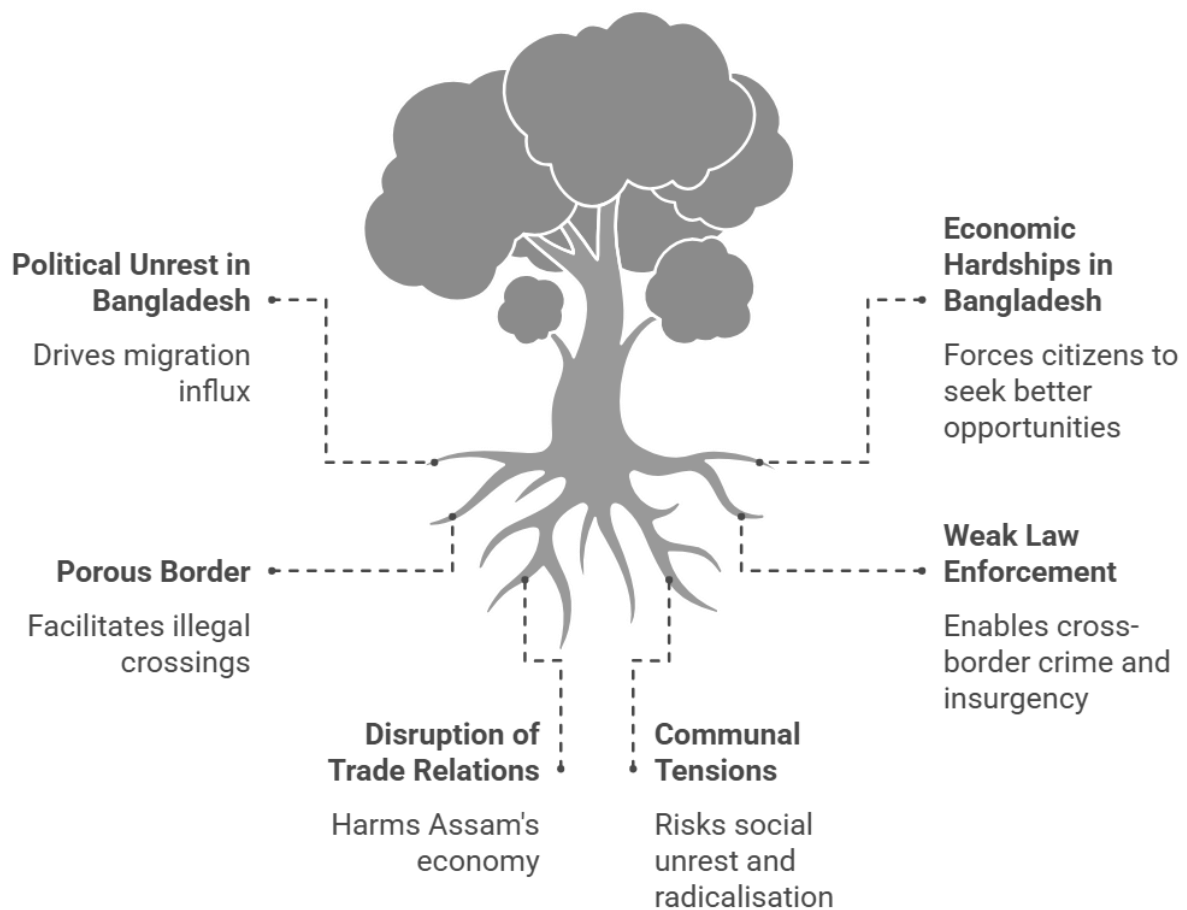 Political Unrest in
Bangladesh
Drives migration
influx
Economic
Hardships in
Bangladesh
Forces citizens to
seek better
opportunities
Porous Border
Facilitates illegal
crossings
Weak Law
Enforcement
Enables cross-
border crime and
insurgency
Disruption of
Trade Relations
Harms Assam's
economy
Communal
Tensions
Risks social
unrest and
radicalisation